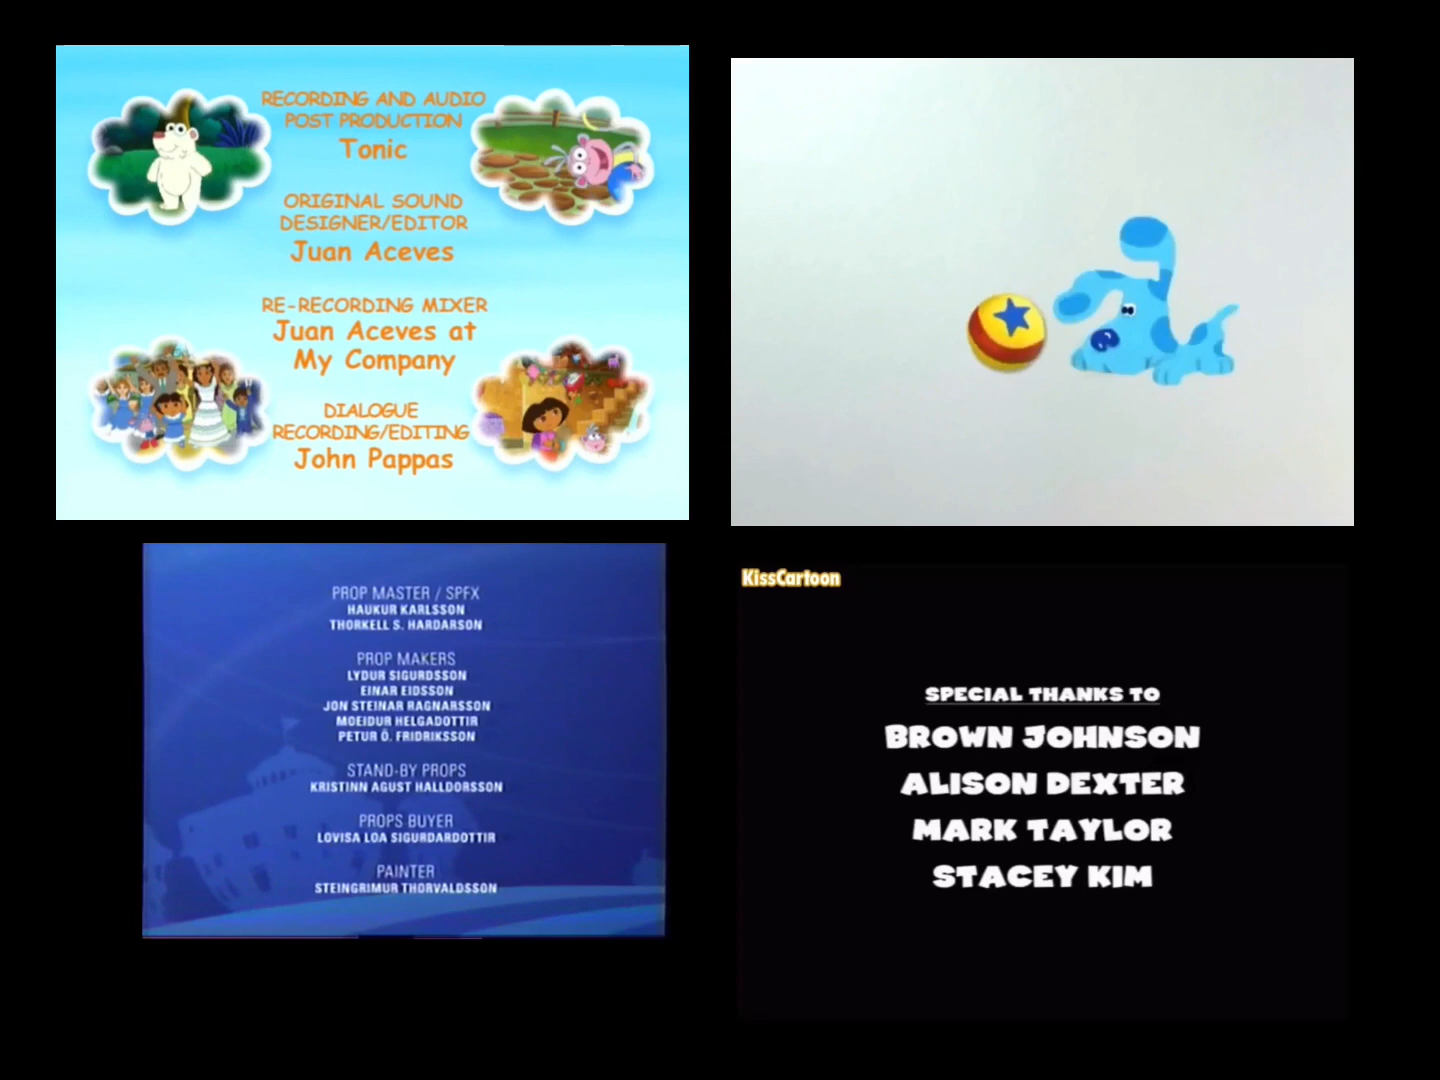 RECORDING AND AUDIO
POST PRODUCTION
Tonic
ORIGINAL SOUND
DESIGNER/EDITOR
Juan Aceves
RE-RECORDING MIXER
Juan Aceves at
My Company
DIALOGUE
RECORDING/EDITING
John Pappas
PROP MASTER / SPFX
HAUKUR KARLSSON
THORKELL S. HARDARSON
PROP MAKERS
LYDUR SIGURDSSON
EINAR EIDSSON
JON STEINAR RAGNARSSON
MOEIDUR HELGADOTTIR
PETUR Ö. FRIDRIKSSON
STAND-BY PROPS
KRISTINN AGUST HALLDORSSON
PROPS BUYER
LOVISA LOA SIGURDARDOTTIR
PAINTER
STEINGRIMUR THORVALDSSON
KissCartoon
SPECIAL THANKS TO
BROWN JOHNSON
ALISON DEXTER
MARK TAYLOR
STACEY KIM